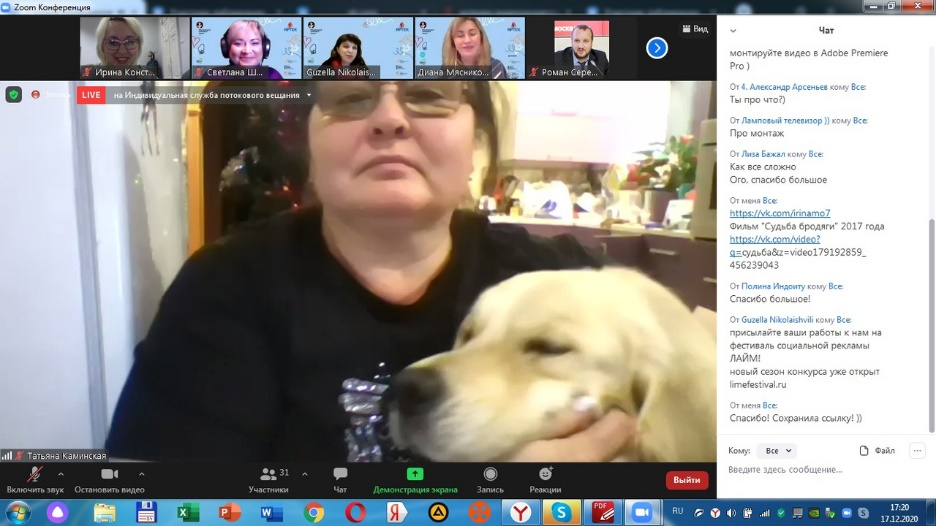 Zoom Конференция
Ирина Конст...
Светлана Ш...
Guzella Nikolais...
Диана Мяснико...
Роман Сере...
Вид
LIVE
на Индивидуальная служба потокового вещания
Татьяна Каминская
Включить звук
Остановить видео
31
Участники
Чат
Демонстрация экрана
Запись
Реакции
Выйти
Чат
монтируйте видео в Adobe Premiere
Pro )
От 4. Александр Арсеньев кому Все:
Ты про что?)
От Ламповый телевизор )) кому Все:
Про монтаж
От Лиза Бажал кому Все:
Как все сложно
Ого, спасибо большое
От меня Все:
https://vk.com/irinamo7
Фильм "Судьба бродяги" 2017 года
https://vk.com/video?
q=судьба&z=video179192859_
456239043
От Полина Индоиту кому Все:
Спасибо большое!
От Guzella Nikolaishvili кому Все:
присылайте ваши работы к нам на
фестиваль социальной рекламы
ЛАЙМ!
новый сезон конкурса уже открыт
limefestival.ru
От меня Все:
Спасибо! Сохранила ссылку! ))
Кому: Все
Файл
Введите здесь сообщение...
RU
17:20
17.12.2020